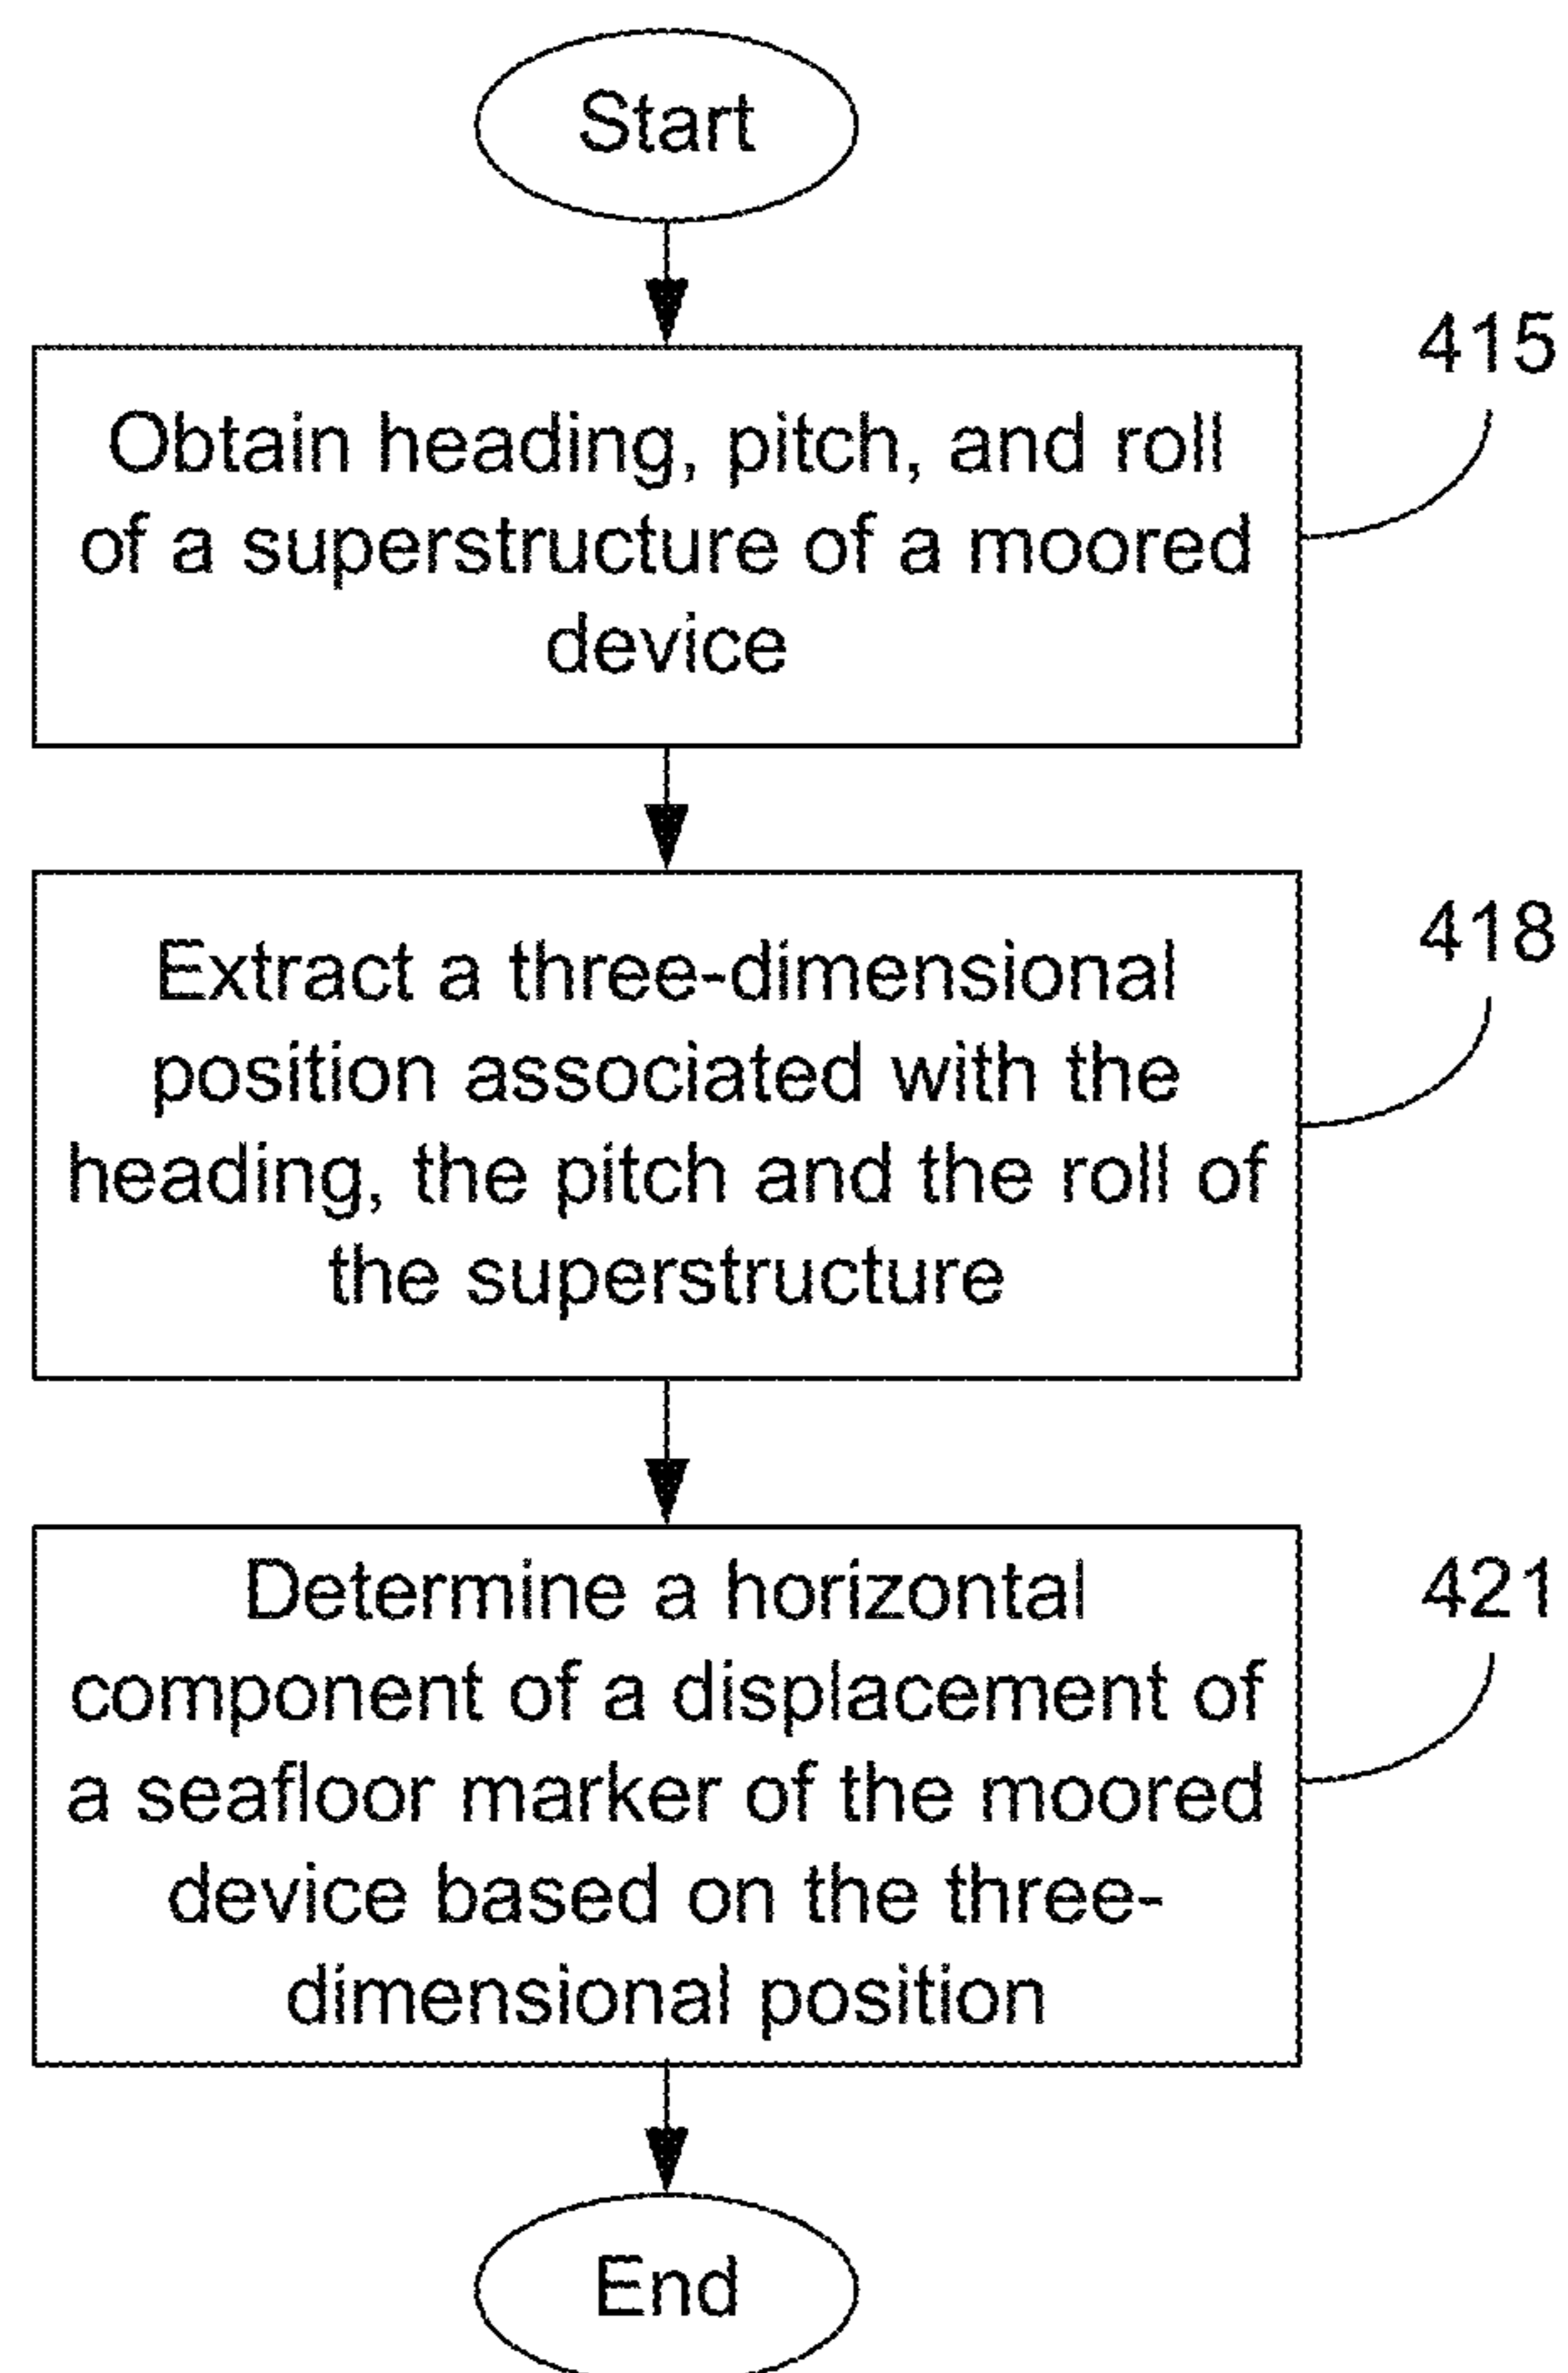 Start
415
Obtain heading, pitch, and roll
of a superstructure of a moored
device
418
Extract a three-dimensional
position associated with the
heading, the pitch and the roll of
the superstructure
421
Determine a horizontal
component of a displacement of
a seafloor marker of the moored
device based on the three-
dimensional position
End